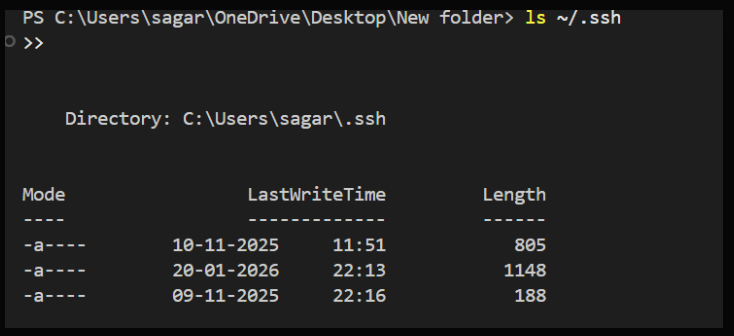 PS C:\Users\sagar\OneDrive\Desktop\New folder> ls ~/.ssh
>>
Directory: C:\Users\sagar\.ssh
Mode LastWriteTime Length
---- ------------- ------
-a---- 10-11-2025 11:51 805
-a---- 20-01-2026 22:13 1148
-a---- 09-11-2025 22:16 188